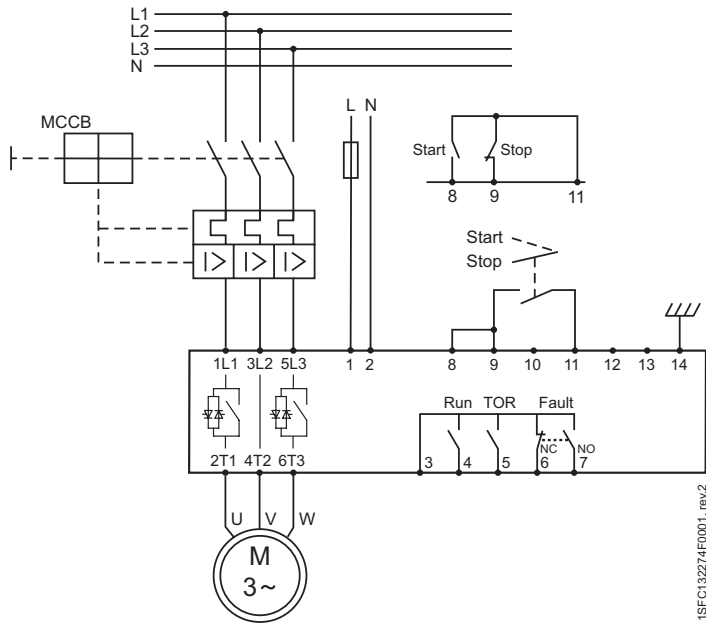 L1
L2
L3
N
MCCB
L N
Start Stop
8 9 11
Start
Stop
I> I> I>
1L1 3L2 5L3 1 2 8 9 10 11 12 13 14
Run TOR Fault
NC NO
2T1 4T2 6T3 3 4 5 6 7
U V W
M
3~
1SFC132274F0001, rev.2